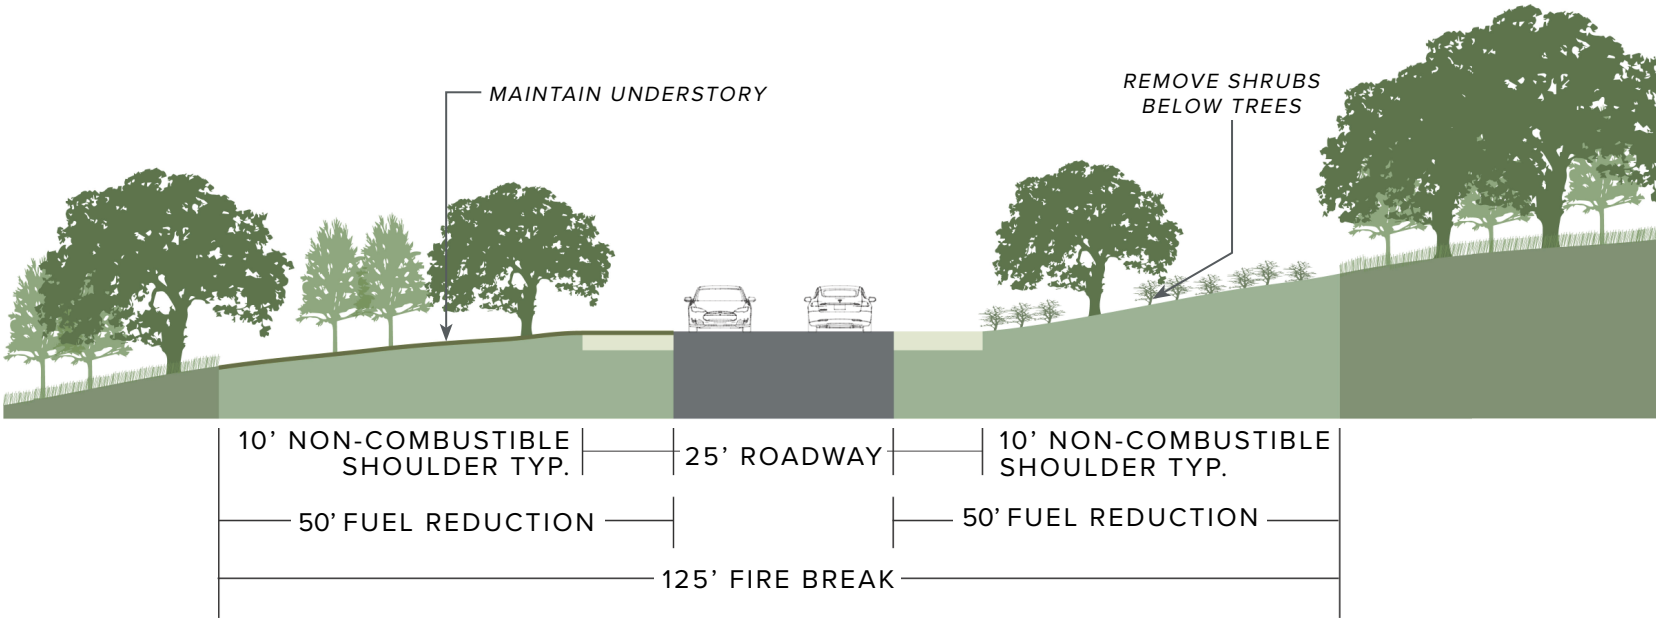 MAINTAIN UNDERSTORY
REMOVE SHRUBS
BELOW TREES
10’ NON-COMBUSTIBLE
SHOULDER TYP.
25’ ROADWAY
10’ NON-COMBUSTIBLE
SHOULDER TYP.
50’ FUEL REDUCTION
50’ FUEL REDUCTION
125’ FIRE BREAK